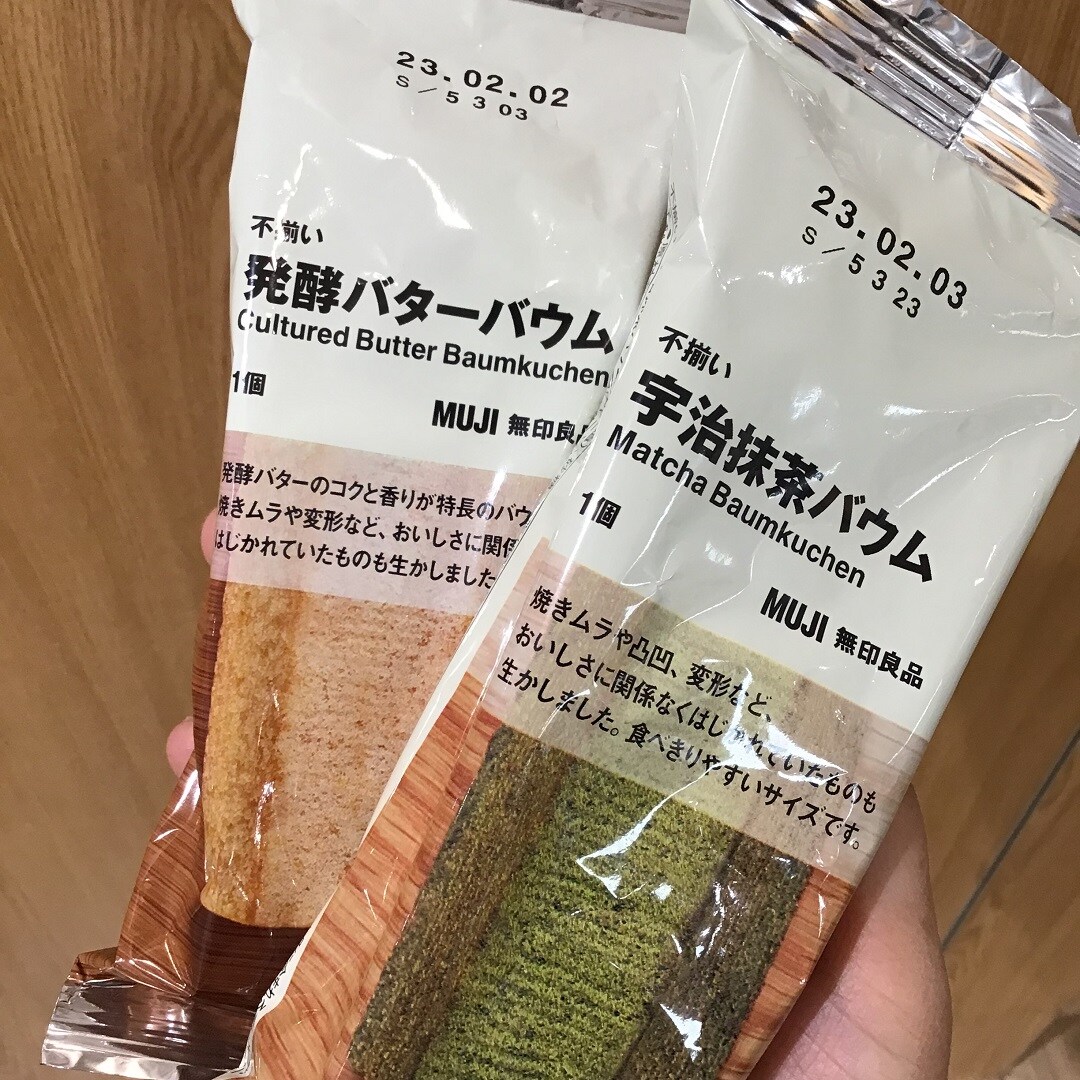 23.02.02
S/5303
不揃い
発酵バターバウム
Cultured Butter Baumkuchen
1個
MUJI 無印良品
発酵バターのコクと香りが特長のバウ
焼きムラや変形など、おいしさに関係
はじかれていたものも生かしました
23.02.03
S/5323
不揃い
宇治抹茶バウム
Matcha Baumkuchen
1個
MUJI 無印良品
焼きムラや凸凹、変形など、
おいしさに関係なくはじかれていたものも
生かしました。食べきりやすいサイズです。